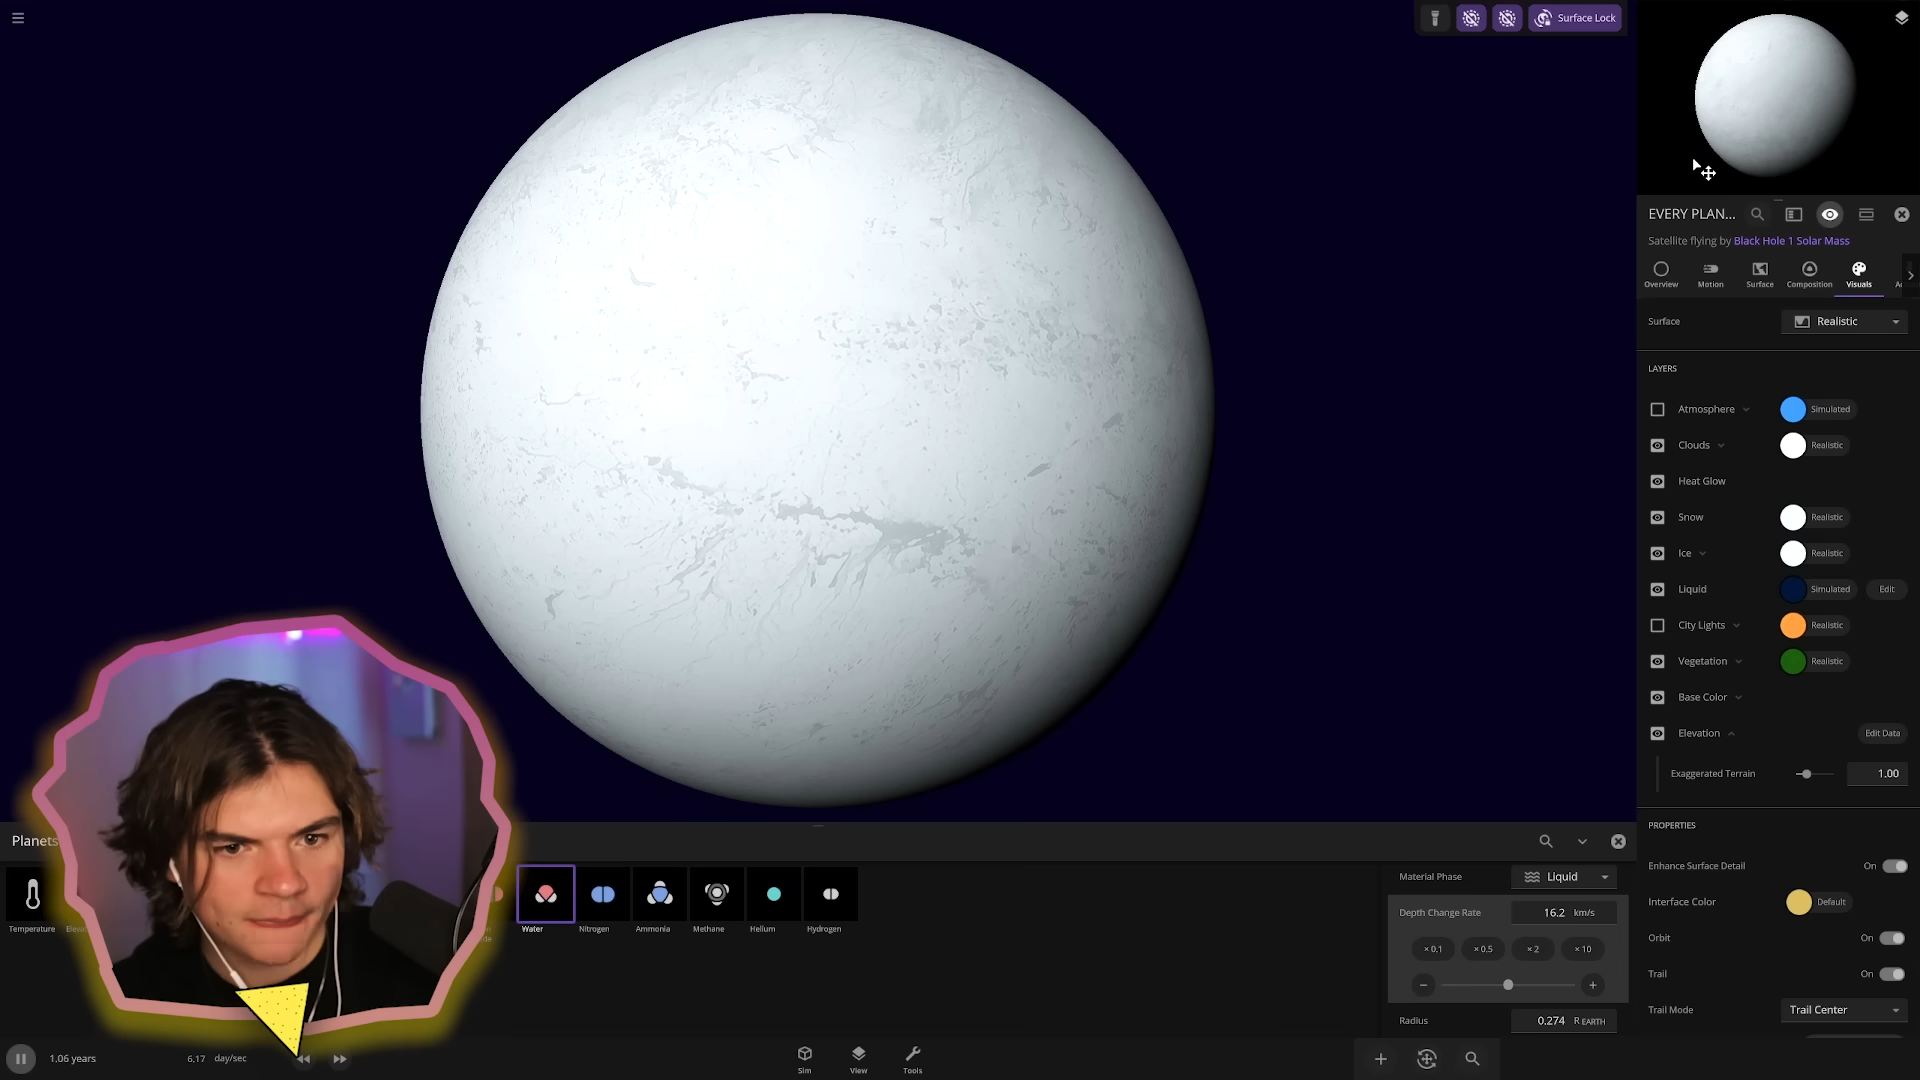 Surface Lock
EVERY PLAN...
Satellite flying by Black Hole 1 Solar Mass
Overview
Motion
Surface
Composition
Visuals
Surface
Realistic
LAYERS
Atmosphere
Simulated
Clouds
Realistic
Heat Glow
Snow
Realistic
Ice
Realistic
Liquid
Simulated
Edit
City Lights
Realistic
Vegetation
Realistic
Base Color
Elevation
Edit Data
Exaggerated Terrain
1.00
PROPERTIES
Enhance Surface Detail
On
Interface Color
Default
Orbit
On
Trail
On
Trail Mode
Trail Center
Planets
Temperature
Water
Nitrogen
Ammonia
Methane
Helium
Hydrogen
Material Phase
Liquid
Depth Change Rate
16.2 km/s
×0.1
×0.5
×2
×10
Radius
0.274 R EARTH
1.06 years
6.17 day/sec
Sim
View
Tools